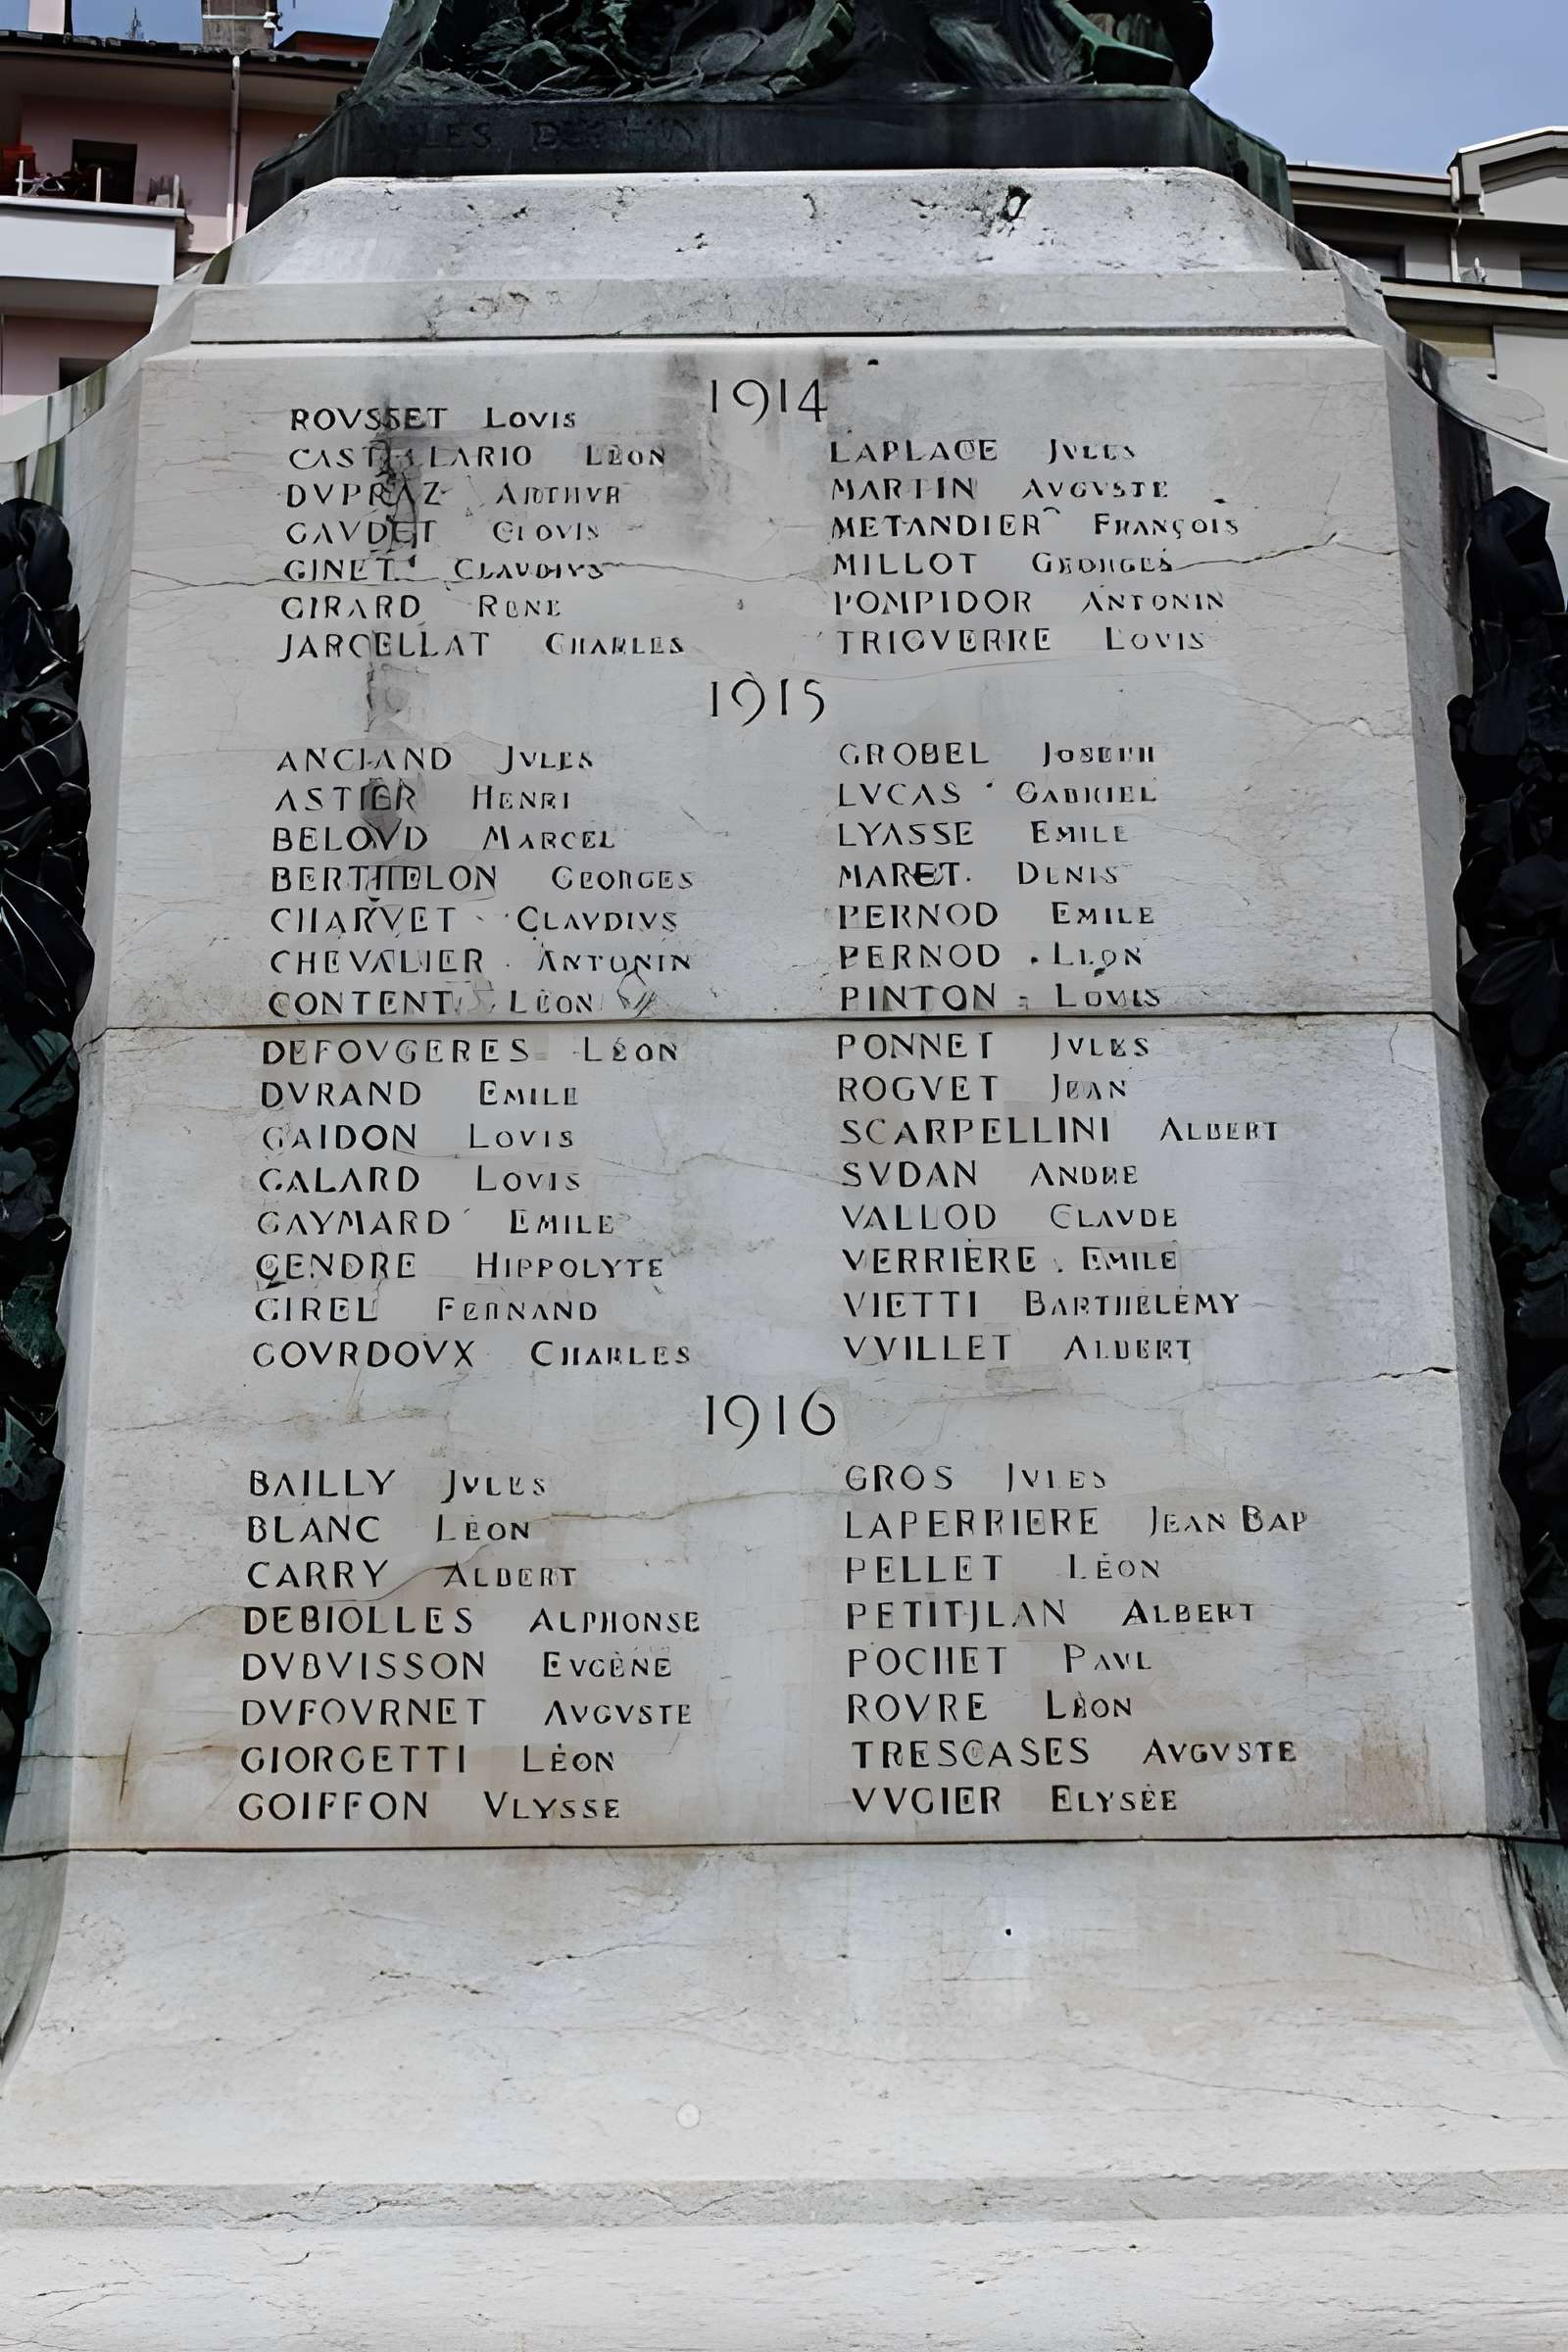 1914
ROVSSET LOVIS
CASTELLARIO LÉON
DVPRAZ ARTHVR
GAVDET CLOVIS
GINET CLAVDIVS
GIRARD RENE
JARCELLAT CHARLES
LAPLACE JVLES
MARTIN AVGVSTE
METANDIER FRANÇOIS
MILLOT GEORGES
POMPIDOR ANTONIN
TRIGVERRE LOVIS
1915
ANCIAND JVLES
ASTIER HENRI
BELOVD MARCEL
BERTHELON GEORGES
CHARVET CLAVDIVS
CHEVALIER ANTONIN
CONTENT LÉON
DEFOVGERES LÉON
DVRAND EMILE
GAIDON LOVIS
GALARD LOVIS
GAYMARD EMILE
GENDRE HIPPOLYTE
GIREL FERNAND
GOVRDOVX CHARLES
GROBEL JOSEPH
LVCAS GABRIEL
LYASSE EMILE
MARET DENIS
PERNOD EMILE
PERNOD LÉON
PINTON LOVIS
PONNET JVLES
ROGVET JEAN
SCARPELLINI ALBERT
SVDAN ANDRE
VALLOD CLAVDE
VERRIÈRE EMILE
VIETTI BARTHÉLEMY
VVILLET ALBERT
1916
BAILLY JVLES
BLANC LÉON
CARRY ALBERT
DEBIOLLES ALPHONSE
DVBVISSON EVGÈNE
DVFOVRNET AVGVSTE
GIORGETTI LÉON
GOIFFON VLYSSE
GROS JVLES
LAPERRIERE JEAN BAP
PELLET LÉON
PETITJEAN ALBERT
POCHET PAVL
ROVRE LÉON
TRESCASES AVGVSTE
VVGIER ELYSÉE